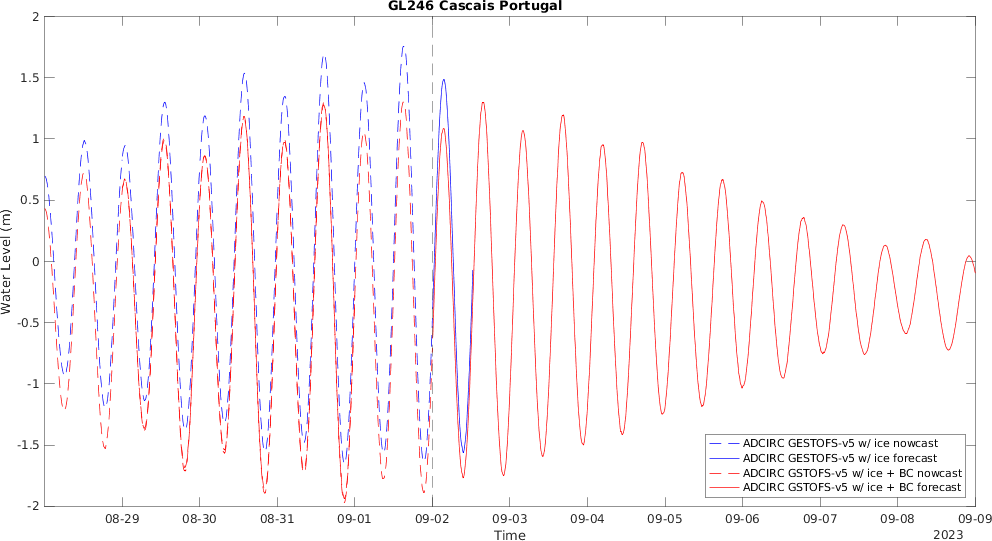 GL246 Cascais Portugal
2
1.5
1
0.5
0
-0.5
-1
-1.5
-2
Water Level (m)
ADCIRC GESTOFS-v5 w/ ice nowcast
ADCIRC GESTOFS-v5 w/ ice forecast
ADCIRC GSTOFS-v5 w/ ice + BC nowcast
ADCIRC GSTOFS-v5 w/ ice + BC forecast
08-29 08-30 08-31 09-01 09-02 09-03 09-04 09-05 09-06 09-07 09-08 09-09
Time 2023